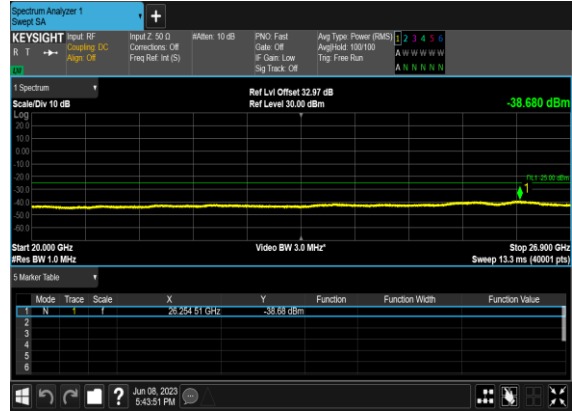 Spectrum Analyzer 1
Swept SA
+
KEYSIGHT Input: RF Input Z: 50 Ω #Atten: 10 dB PNO: Fast Avg Type: Power (RMS) 1 2 3 4 5 6
R T Coupling: DC Corrections: Off Gate: Off Avg|Hold: 100/100 A W W W W W
Align: Off Freq Ref: Int (S) IF Gain: Low Trig: Free Run
Sig Track: Off A N N N N N
LW
1 Spectrum
Scale/Div 10 dB Ref Lvl Offset 32.97 dB
Ref Level 30.00 dBm -38.680 dBm
Log
20.0
10.0
0.00
-10.0
-20.0
DL1 -25.00 dBm
-30.0
1
-40.0
-50.0
-60.0
Start 20.000 GHz Video BW 3.0 MHz* Stop 26.900 GHz
#Res BW 1.0 MHz Sweep 13.3 ms (40001 pts)
5 Marker Table
Mode Trace Scale X Y Function Function Width Function Value
1 N 1 f 26.254 51 GHz -38.68 dBm
2
3
4
5
6
? Jun 08, 2023
5:43:51 PM